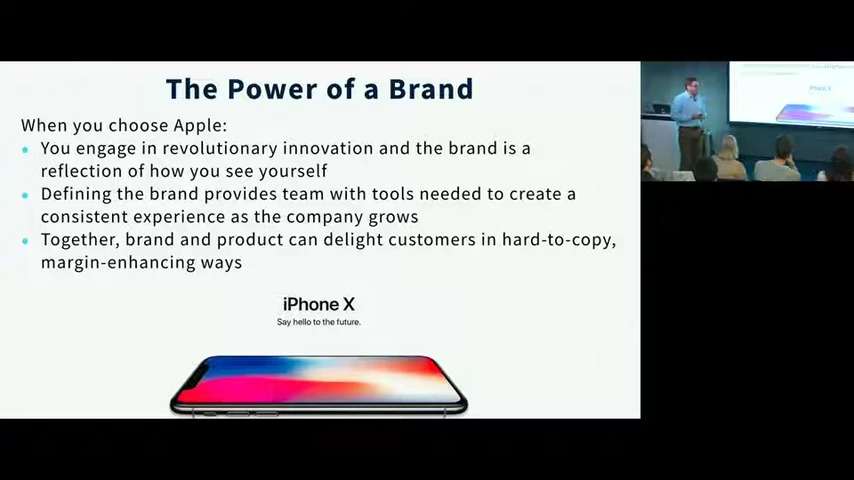 The Power of a Brand
When you choose Apple:
• You engage in revolutionary innovation and the brand is a
reflection of how you see yourself
• Defining the brand provides team with tools needed to create a
consistent experience as the company grows
• Together, brand and product can delight customers in hard-to-copy,
margin-enhancing ways
iPhone X
Say hello to the future.
iPhone X